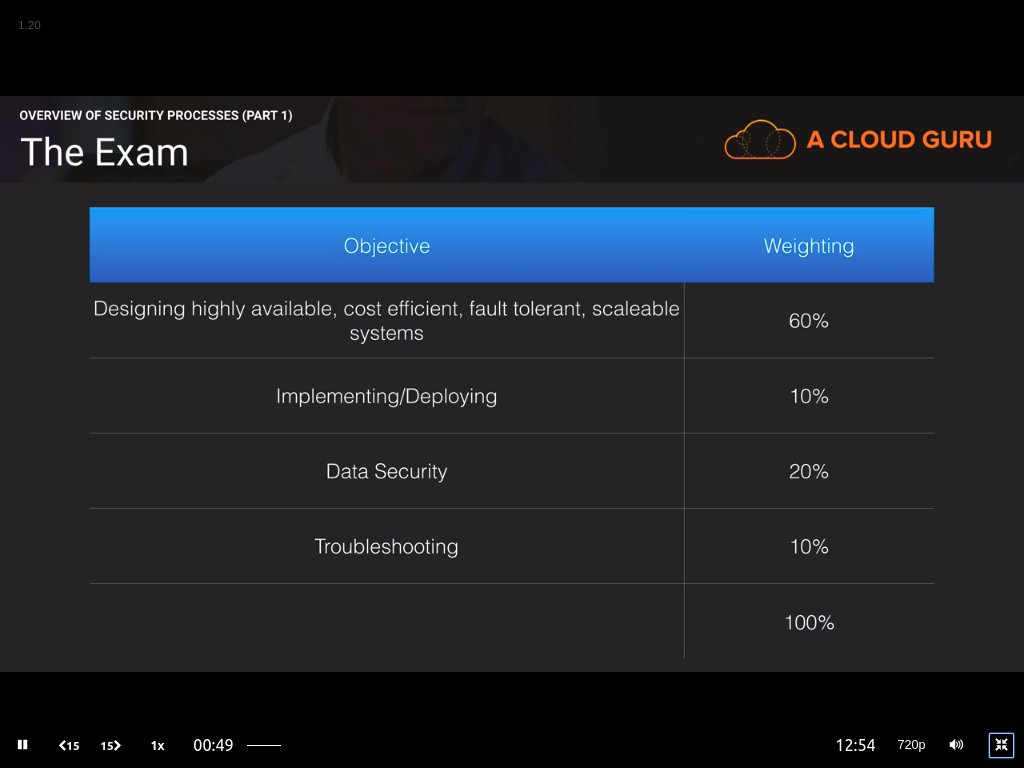 1.20
OVERVIEW OF SECURITY PROCESSES (PART 1)
The Exam
A CLOUD GURU
Objective Weighting
Designing highly available, cost efficient, fault tolerant, scaleable
systems
60%
Implementing/Deploying 10%
Data Security 20%
Troubleshooting 10%
100%
15 15 1x 00:49 12:54 720p